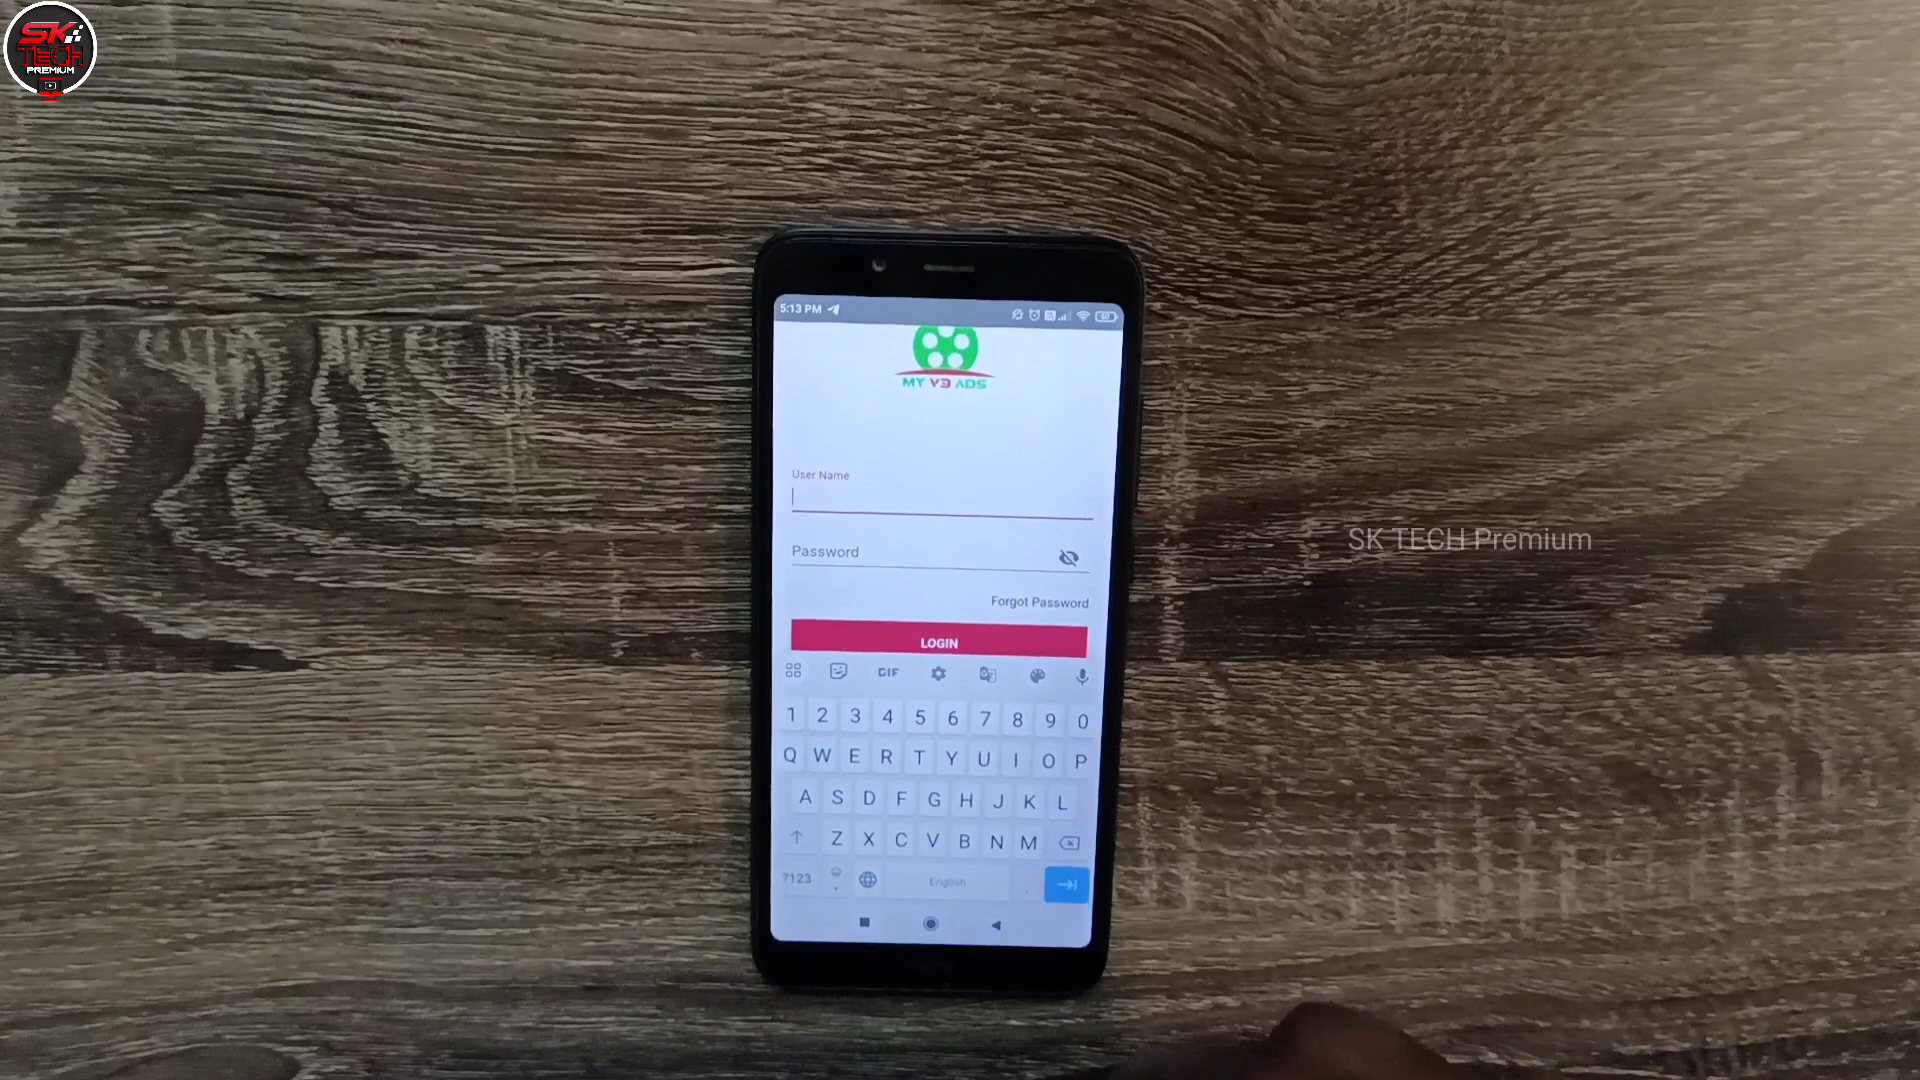 SK
TECH
PREMIUM
5:13 PM
60
MY V3 ADS
User Name
Password
Forgot Password
LOGIN
GIF
1 2 3 4 5 6 7 8 9 0
Q W E R T Y U I O P
A S D F G H J K L
Z X C V B N M
?123 , English .
SK TECH Premium